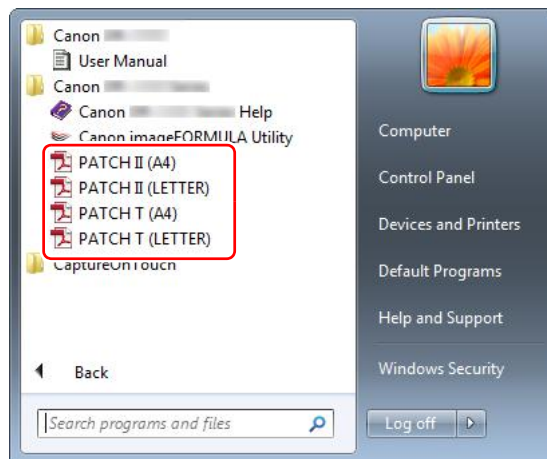 Canon
User Manual
Canon
Canon Help
Canon imageFORMULA Utility
PATCH II (A4)
PATCH II (LETTER)
PATCH T (A4)
PATCH T (LETTER)
CaptureOnTouch
Back
Search programs and files
Computer
Control Panel
Devices and Printers
Default Programs
Help and Support
Windows Security
Log off